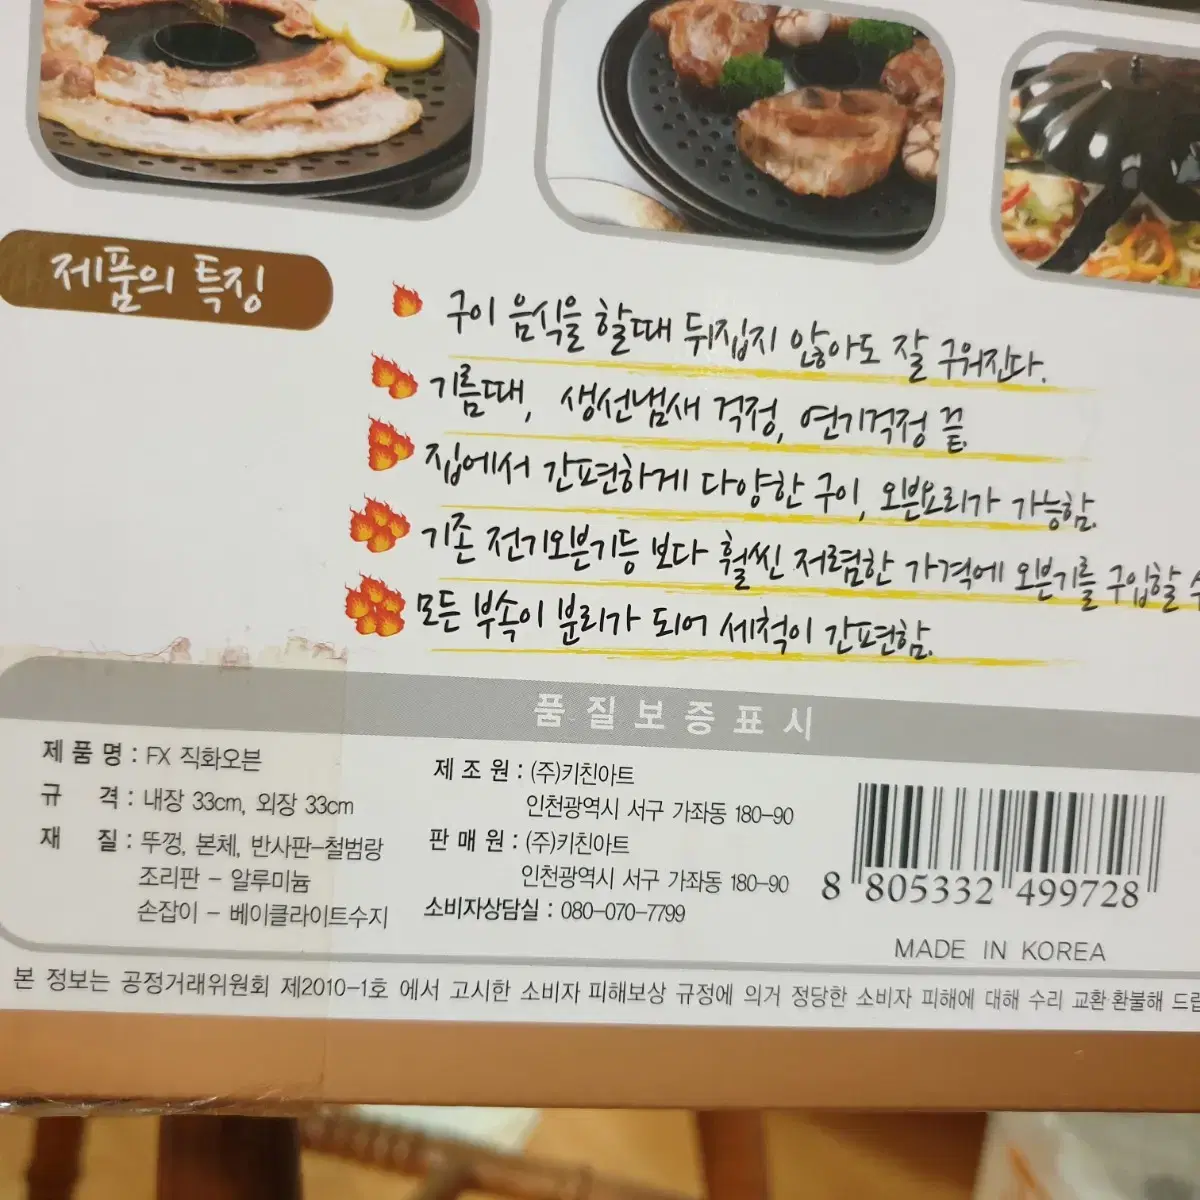 제품의 특징
구이 음식을 할때 뒤집지 않아도 잘 구워진다.
기름때, 생선냄새 걱정, 연기걱정 끝.
집에서 간편하게 다양한 구이, 오븐요리가 가능함.
기존 전기오븐기등 보다 훨씬 저렴한 가격에 오븐기를 구입할
모든 부속이 분리가 되어 세척이 간편함.
품질보증표시
제품명 : FX 직화오븐
규 격 : 내장 33cm, 외장 33cm
재 질 : 뚜껑, 본체, 반사판-철범랑
조리판 - 알루미늄
손잡이 - 베이클라이트수지
제조원 : (주)키친아트
인천광역시 서구 가좌동 180-90
판매원 : (주)키친아트
인천광역시 서구 가좌동 180-90
소비자상담실 : 080-070-7799
8 805332 499728
MADE IN KOREA
본 정보는 공정거래위원회 제2010-1호 에서 고시한 소비자 피해보상 규정에 의거 정당한 소비자 피해에 대해 수리 교환·환불해